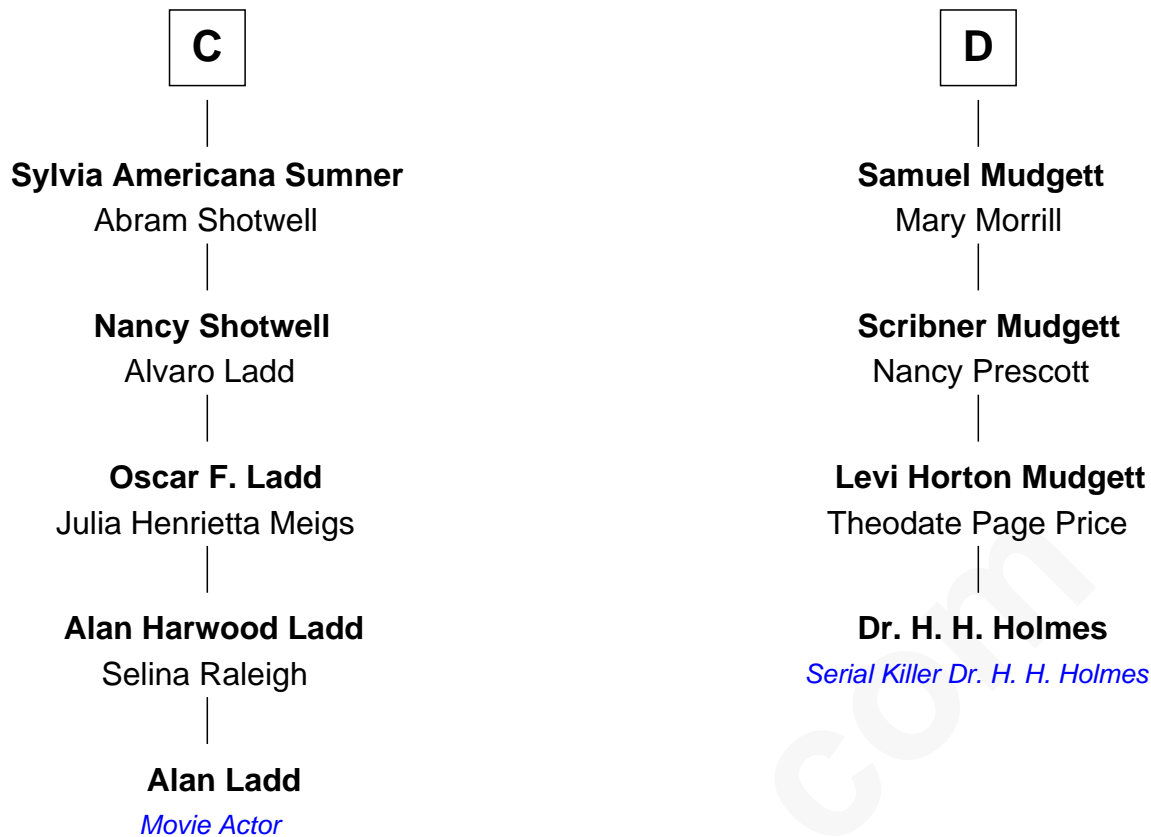 C
Sylvia Americana Sumner
Abram Shotwell
Nancy Shotwell
Alvaro Ladd
Oscar F. Ladd
Julia Henrietta Meigs
Alan Harwood Ladd
Selina Raleigh
Alan Ladd
Movie Actor
D
Samuel Mudgett
Mary Morrill
Scribner Mudgett
Nancy Prescott
Levi Horton Mudgett
Theodate Page Price
Dr. H. H. Holmes
Serial Killer Dr. H. H. Holmes
com